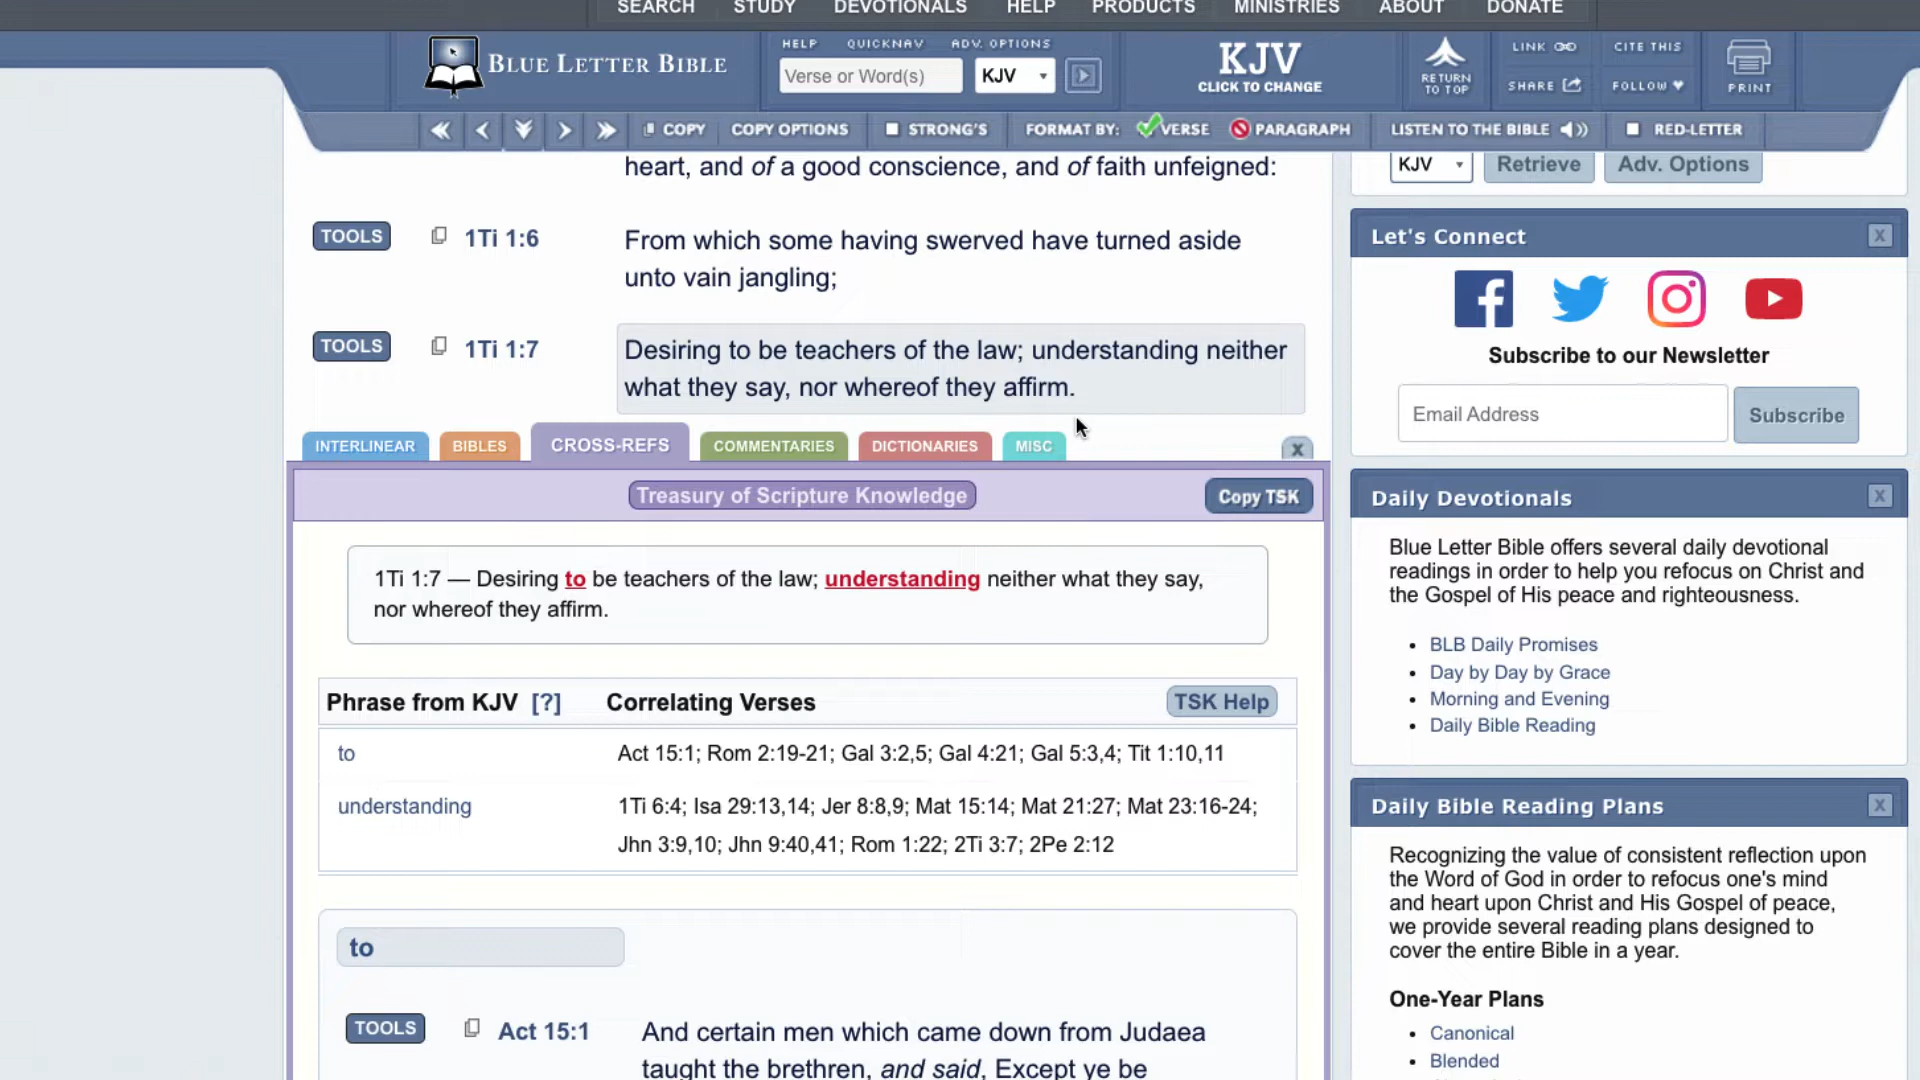 SEARCH STUDY DEVOTIONALS HELP PRODUCTS MINISTRIES ABOUT DONATE
BLUE LETTER BIBLE
HELP QUICKNAV ADV. OPTIONS
Verse or Word(s) KJV
KJV
CLICK TO CHANGE
RETURN
TO TOP
LINK
SHARE
CITE THIS
FOLLOW
PRINT
COPY COPY OPTIONS STRONG'S FORMAT BY: VERSE PARAGRAPH LISTEN TO THE BIBLE RED-LETTER
heart, and of a good conscience, and of faith unfeigned:
TOOLS 1Ti 1:6 From which some having swerved have turned aside
unto vain jangling;
TOOLS 1Ti 1:7 Desiring to be teachers of the law; understanding neither
what they say, nor whereof they affirm.
INTERLINEAR BIBLES CROSS-REFS COMMENTARIES DICTIONARIES MISC X
Treasury of Scripture Knowledge Copy TSK
1Ti 1:7 — Desiring to be teachers of the law; understanding neither what they say,
nor whereof they affirm.
Phrase from KJV [?] Correlating Verses TSK Help
to Act 15:1; Rom 2:19-21; Gal 3:2,5; Gal 4:21; Gal 5:3,4; Tit 1:10,11
understanding 1Ti 6:4; Isa 29:13,14; Jer 8:8,9; Mat 15:14; Mat 21:27; Mat 23:16-24;
Jhn 3:9,10; Jhn 9:40,41; Rom 1:22; 2Ti 3:7; 2Pe 2:12
to
TOOLS Act 15:1 And certain men which came down from Judaea
taught the brethren, and said, Except ye be
KJV Retrieve Adv. Options
Let's Connect X
Subscribe to our Newsletter
Email Address Subscribe
Daily Devotionals X
Blue Letter Bible offers several daily devotional
readings in order to help you refocus on Christ and
the Gospel of His peace and righteousness.
• BLB Daily Promises
• Day by Day by Grace
• Morning and Evening
• Daily Bible Reading
Daily Bible Reading Plans X
Recognizing the value of consistent reflection upon
the Word of God in order to refocus one's mind
and heart upon Christ and His Gospel of peace,
we provide several reading plans designed to
cover the entire Bible in a year.
One-Year Plans
• Canonical
• Blended